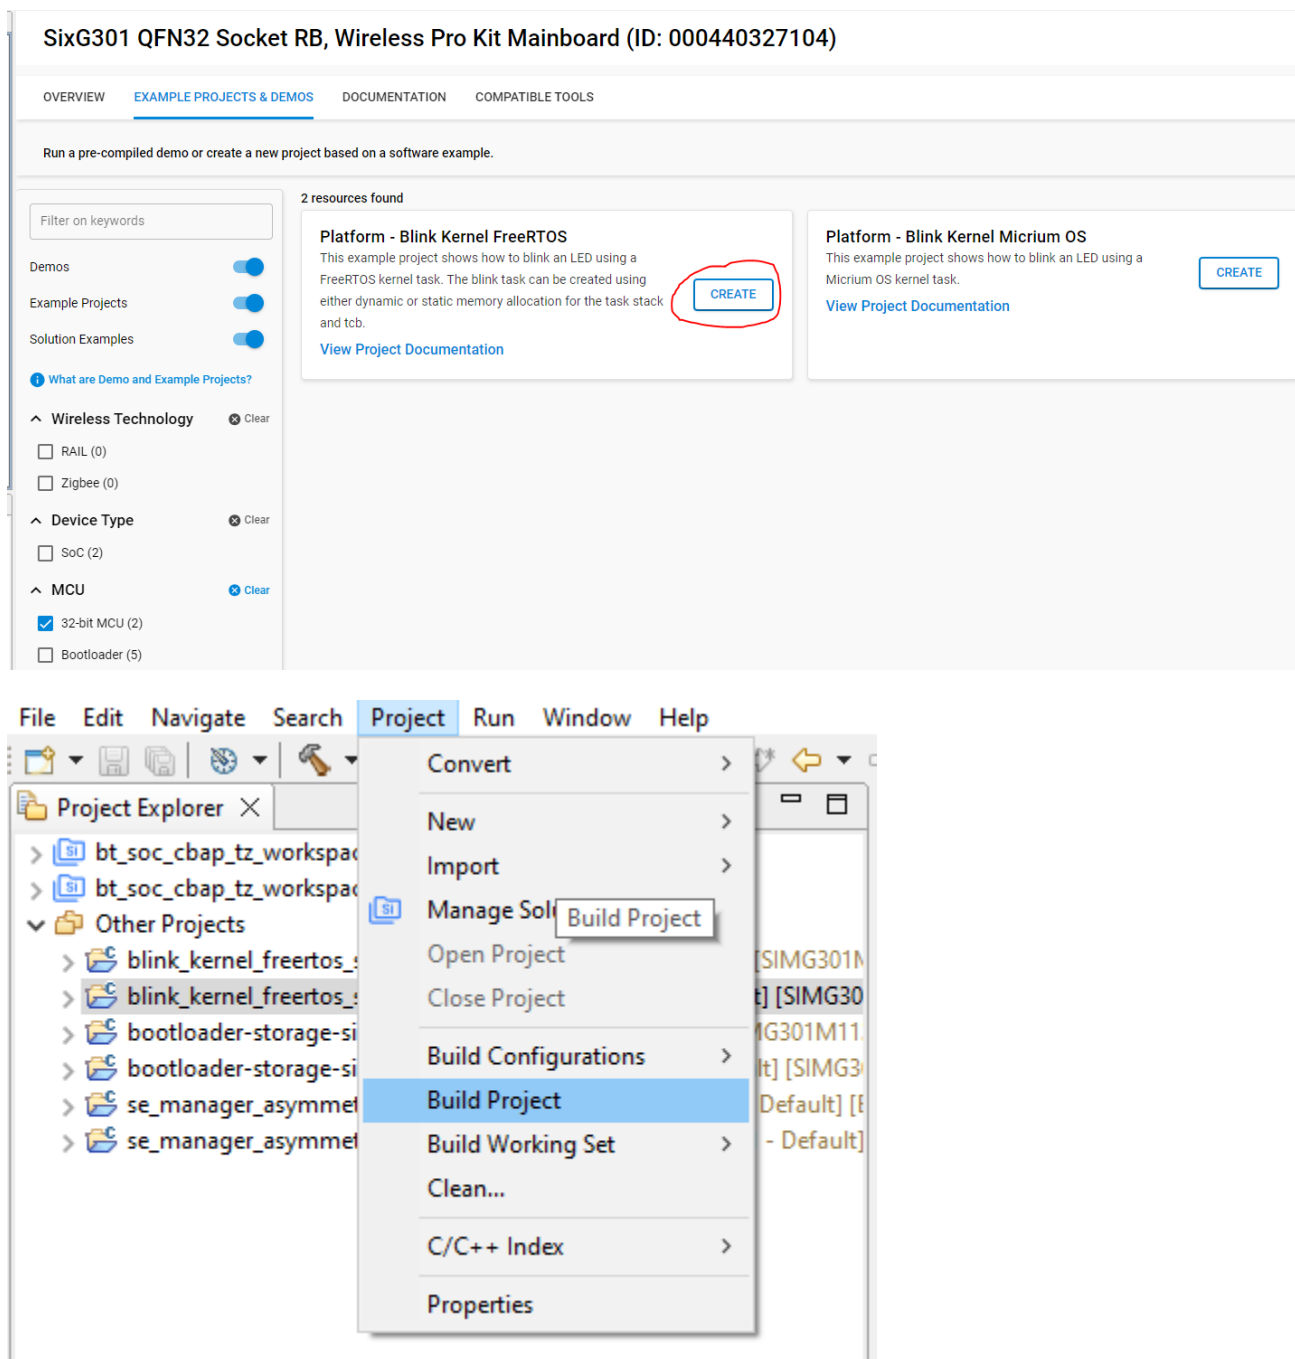 SixG301 QFN32 Socket RB, Wireless Pro Kit Mainboard (ID: 000440327104)
OVERVIEW EXAMPLE PROJECTS & DEMOS DOCUMENTATION COMPATIBLE TOOLS
Run a pre-compiled demo or create a new project based on a software example.
Filter on keywords
Demos
Example Projects
Solution Examples
What are Demo and Example Projects?
Wireless Technology Clear
RAIL (0)
Zigbee (0)
Device Type Clear
SoC (2)
MCU Clear
32-bit MCU (2)
Bootloader (5)
2 resources found
Platform - Blink Kernel FreeRTOS
This example project shows how to blink an LED using a
FreeRTOS kernel task. The blink task can be created using
either dynamic or static memory allocation for the task stack
and tcb.
View Project Documentation
CREATE
Platform - Blink Kernel Micrium OS
This example project shows how to blink an LED using a
Micrium OS kernel task.
View Project Documentation
CREATE
File Edit Navigate Search Project Run Window Help
Project Explorer
bt_soc_cbap_tz_workspac
bt_soc_cbap_tz_workspac
Other Projects
blink_kernel_freertos_s [SIMG301M
blink_kernel_freertos_s t] [SIMG30
bootloader-storage-si MG301M11.
bootloader-storage-si lt] [SIMG3
se_manager_asymmet Default] [E
se_manager_asymmet - Default]
Convert
New
Import
Manage Solu
Build Project
Open Project
Close Project
Build Configurations
Build Project
Build Working Set
Clean...
C/C++ Index
Properties